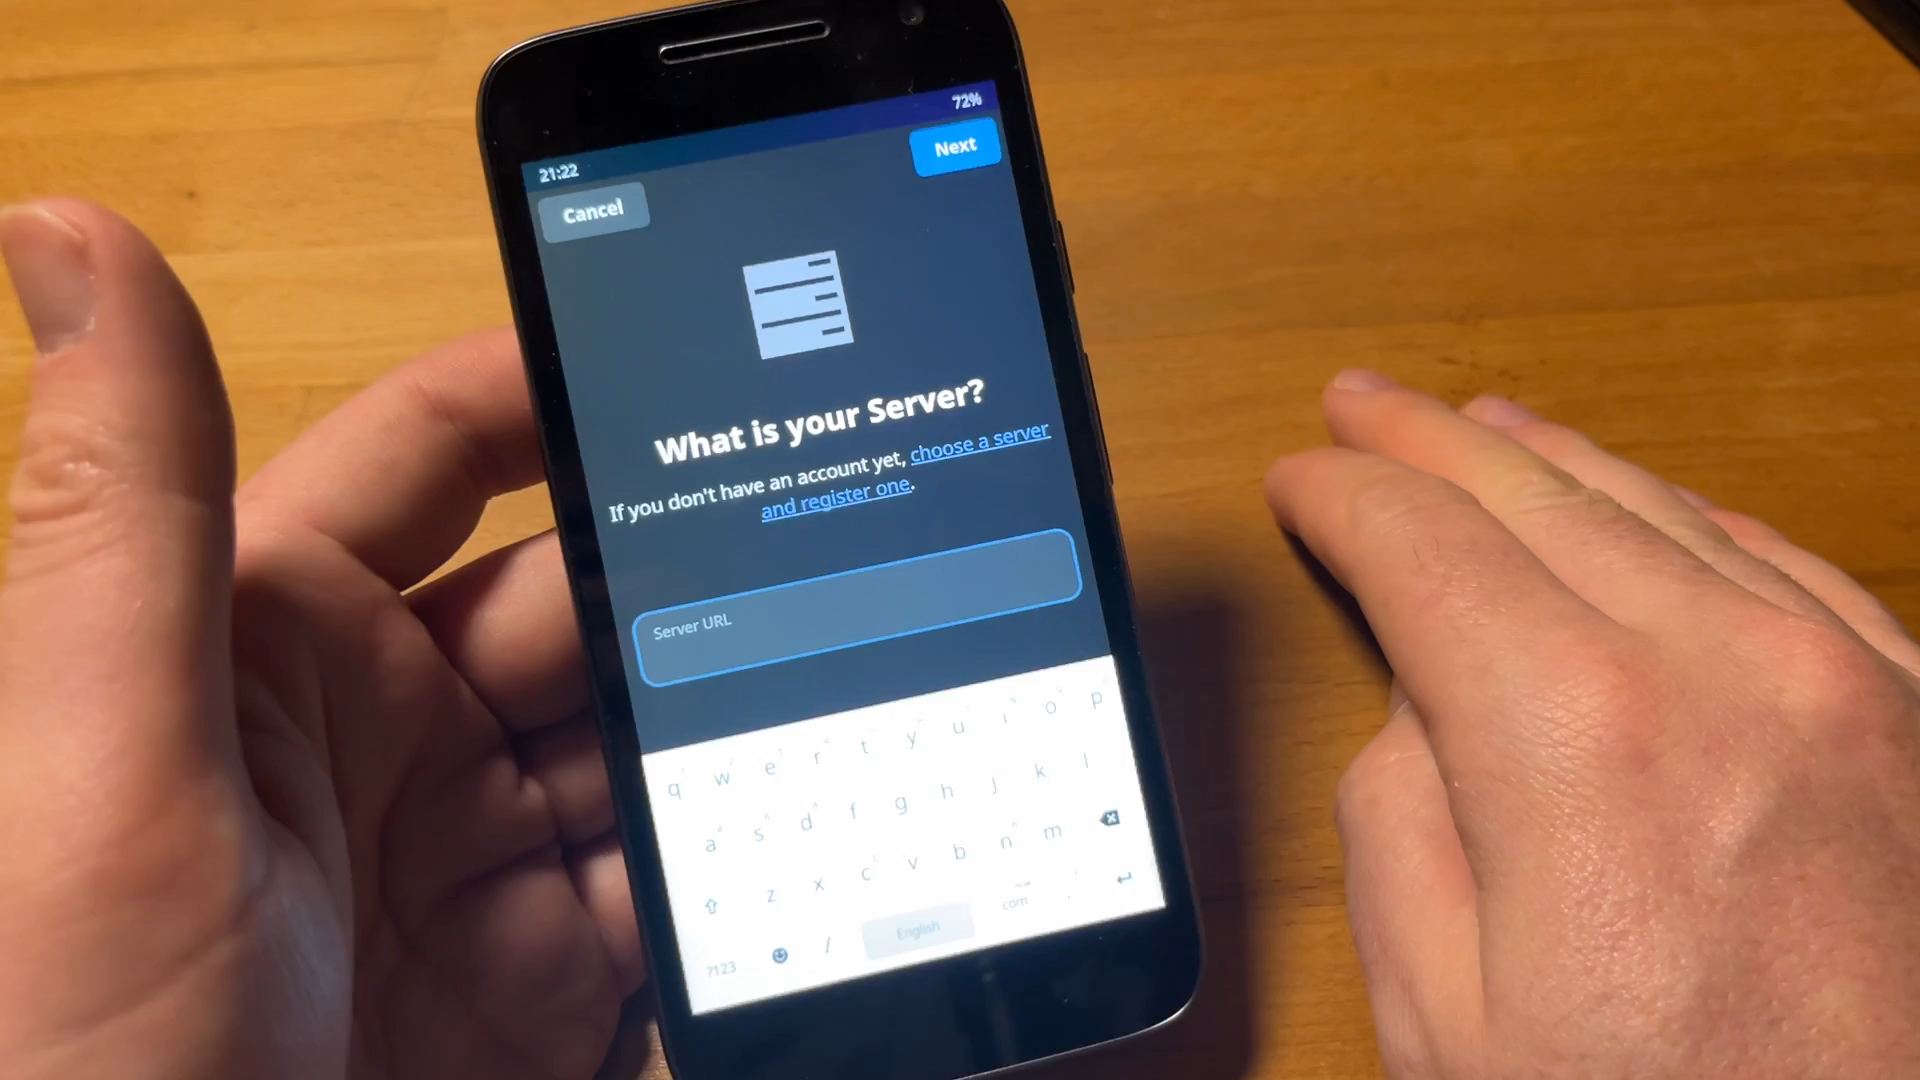 21:22
72%
Cancel
Next
What is your Server?
If you don't have an account yet, choose a server
and register one.
Server URL
q w e r t y u i o p
a s d f g h j k l
z x c v b n m
?123 / English com